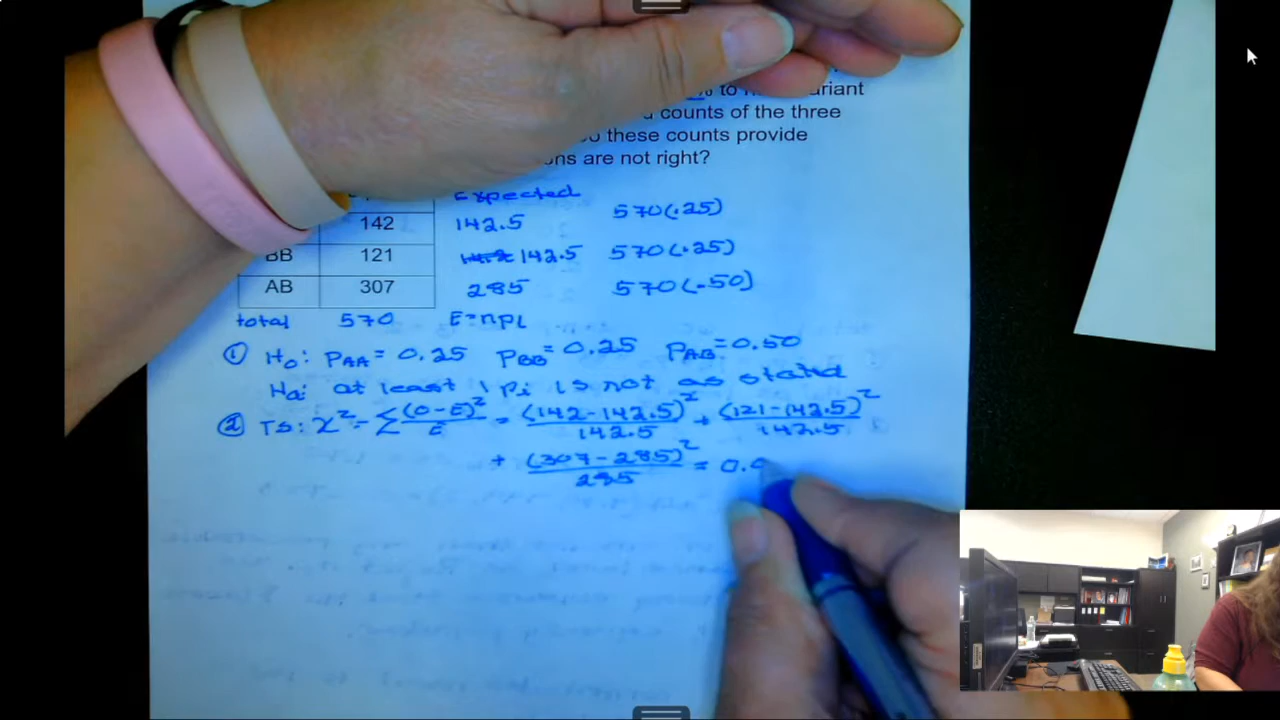 % to variant
counts of the three
these counts provide
ons are not right?
Expected
142 142.5 570(.25)
BB 121 142.5 570(.25)
AB 307 285 570(.50)
total 570 E=npi
① Ho: PAA = 0.25 PBB = 0.25 PAB = 0.50
Ha: at least 1 pi is not as stated
② TS: χ² = Σ (O-E)²/E = (142-142.5)²/142.5 + (121-142.5)²/142.5
+ (307-285)²/285 = 0.